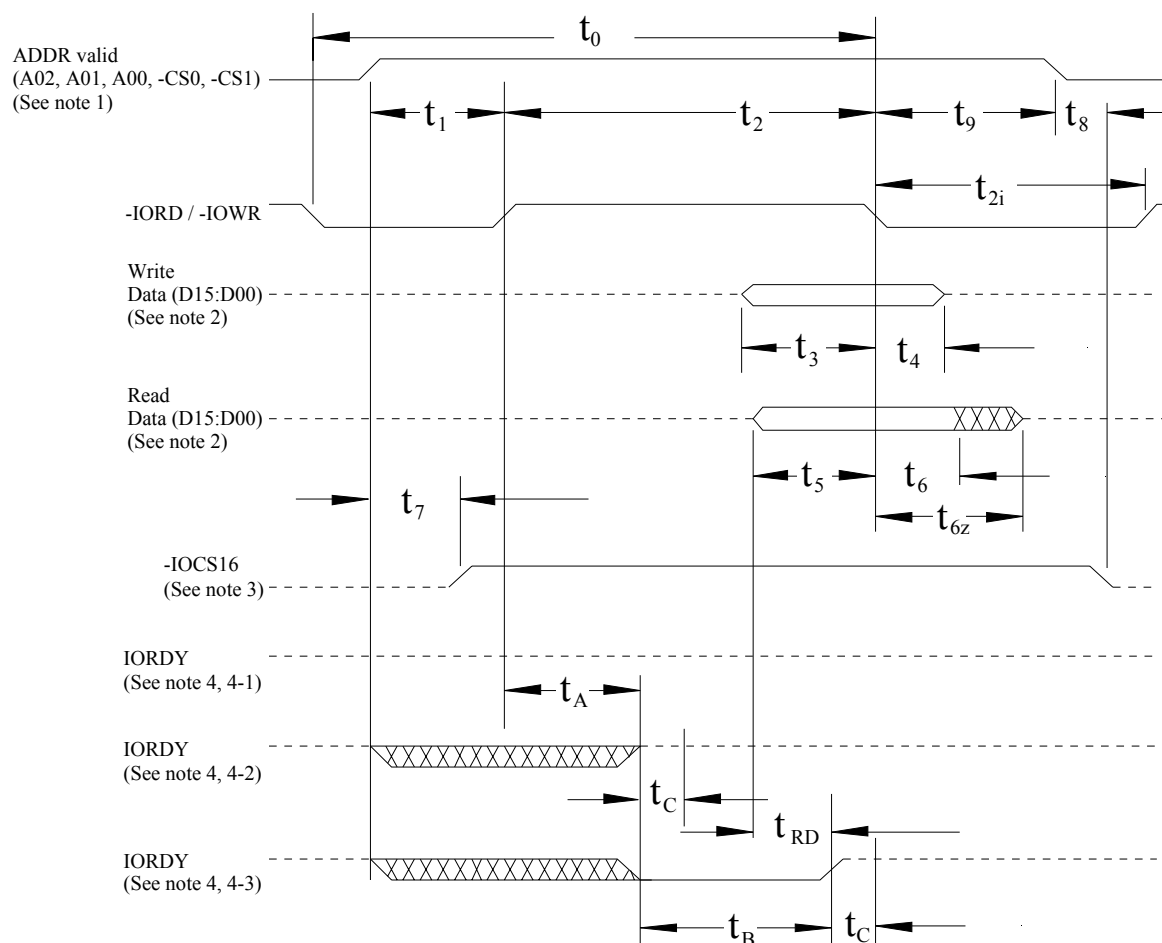 t0
ADDR valid
(A02, A01, A00, -CS0, -CS1)
(See note 1)
t1
t2
t9
t8
t2i
-IORD / -IOWR
Write
Data (D15:D00)
(See note 2)
t3
t4
Read
Data (D15:D00)
(See note 2)
t5
t6
t7
t6z
-IOCS16
(See note 3)
IORDY
(See note 4, 4-1)
tA
IORDY
(See note 4, 4-2)
tC
tRD
IORDY
(See note 4, 4-3)
tB
tC